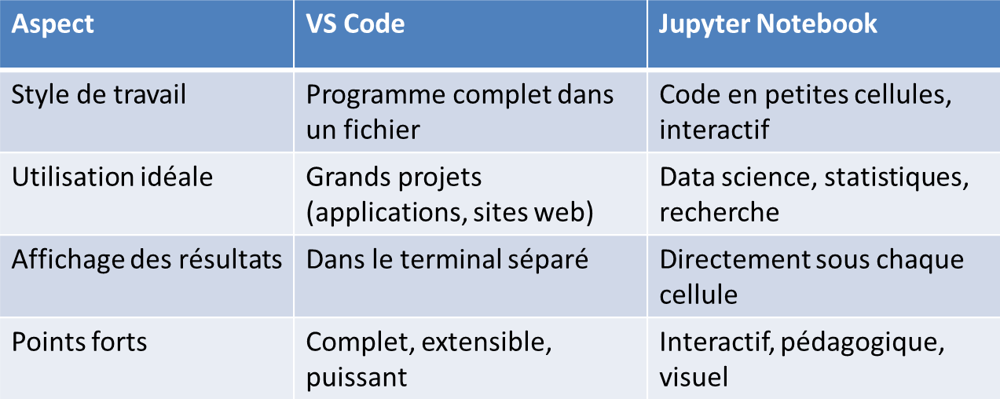 Aspect
VS Code
Jupyter Notebook
Style de travail
Programme complet dans
un fichier
Code en petites cellules,
interactif
Utilisation idéale
Grands projets
(applications, sites web)
Data science, statistiques,
recherche
Affichage des résultats
Dans le terminal séparé
Directement sous chaque
cellule
Points forts
Complet, extensible,
puissant
Interactif, pédagogique,
visuel